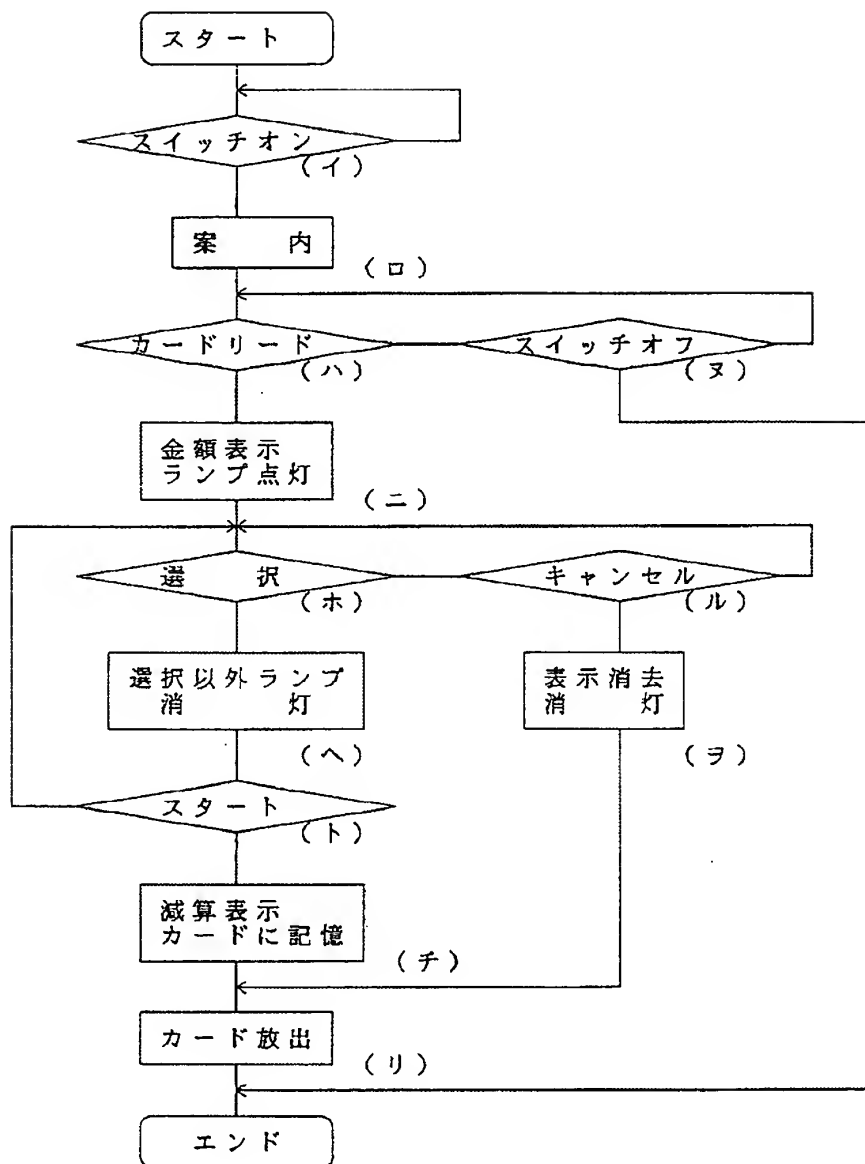 スタート
スイッチオン
(イ)
案内
(ロ)
カードリード
(ハ)
スイッチオフ
(ヌ)
金額表示
ランプ点灯
(ニ)
選択
(ホ)
キャンセル
(ル)
選択以外ランプ
消灯
(ヘ)
表示消去
消灯
(ヲ)
スタート
(ト)
減算表示
カードに記憶
(チ)
カード放出
(リ)
エンド